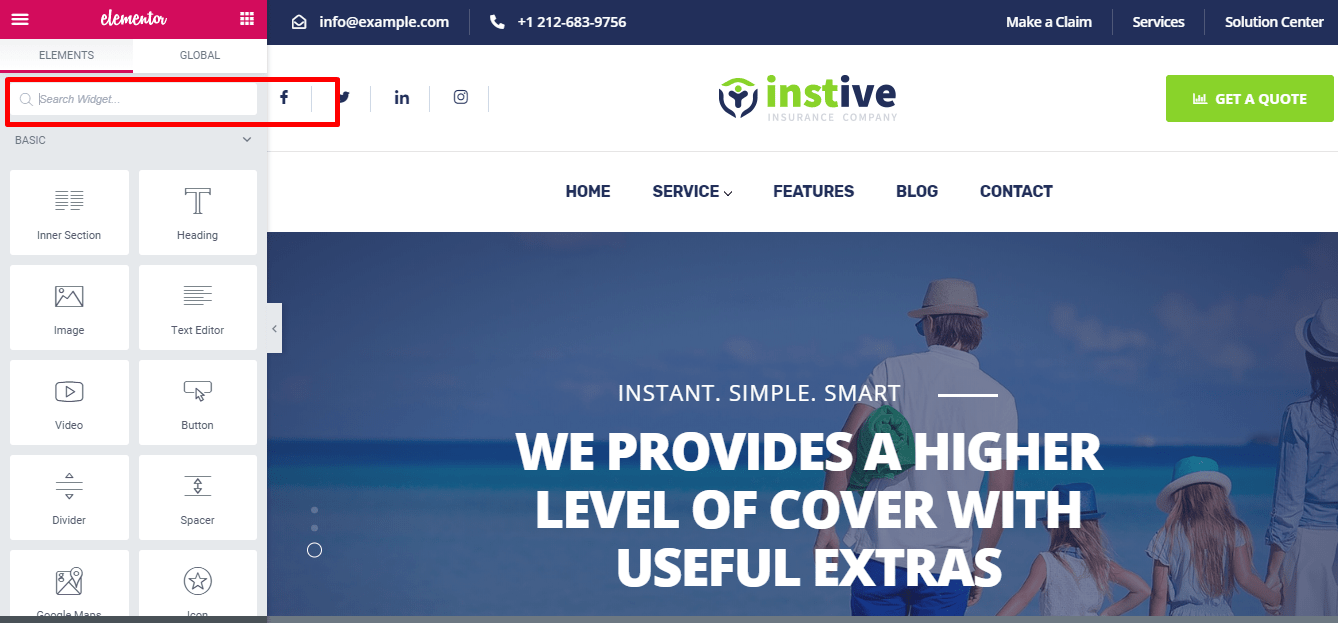 elementor
ELEMENTS
GLOBAL
Search Widget...
BASIC
Inner Section
Heading
Image
Text Editor
Video
Button
Divider
Spacer
Google Maps
Icon
info@example.com
+1 212-683-9756
Make a Claim
Services
Solution Center
instive
INSURANCE COMPANY
GET A QUOTE
HOME
SERVICE
FEATURES
BLOG
CONTACT
INSTANT. SIMPLE. SMART
WE PROVIDES A HIGHER
LEVEL OF COVER WITH
USEFUL EXTRAS